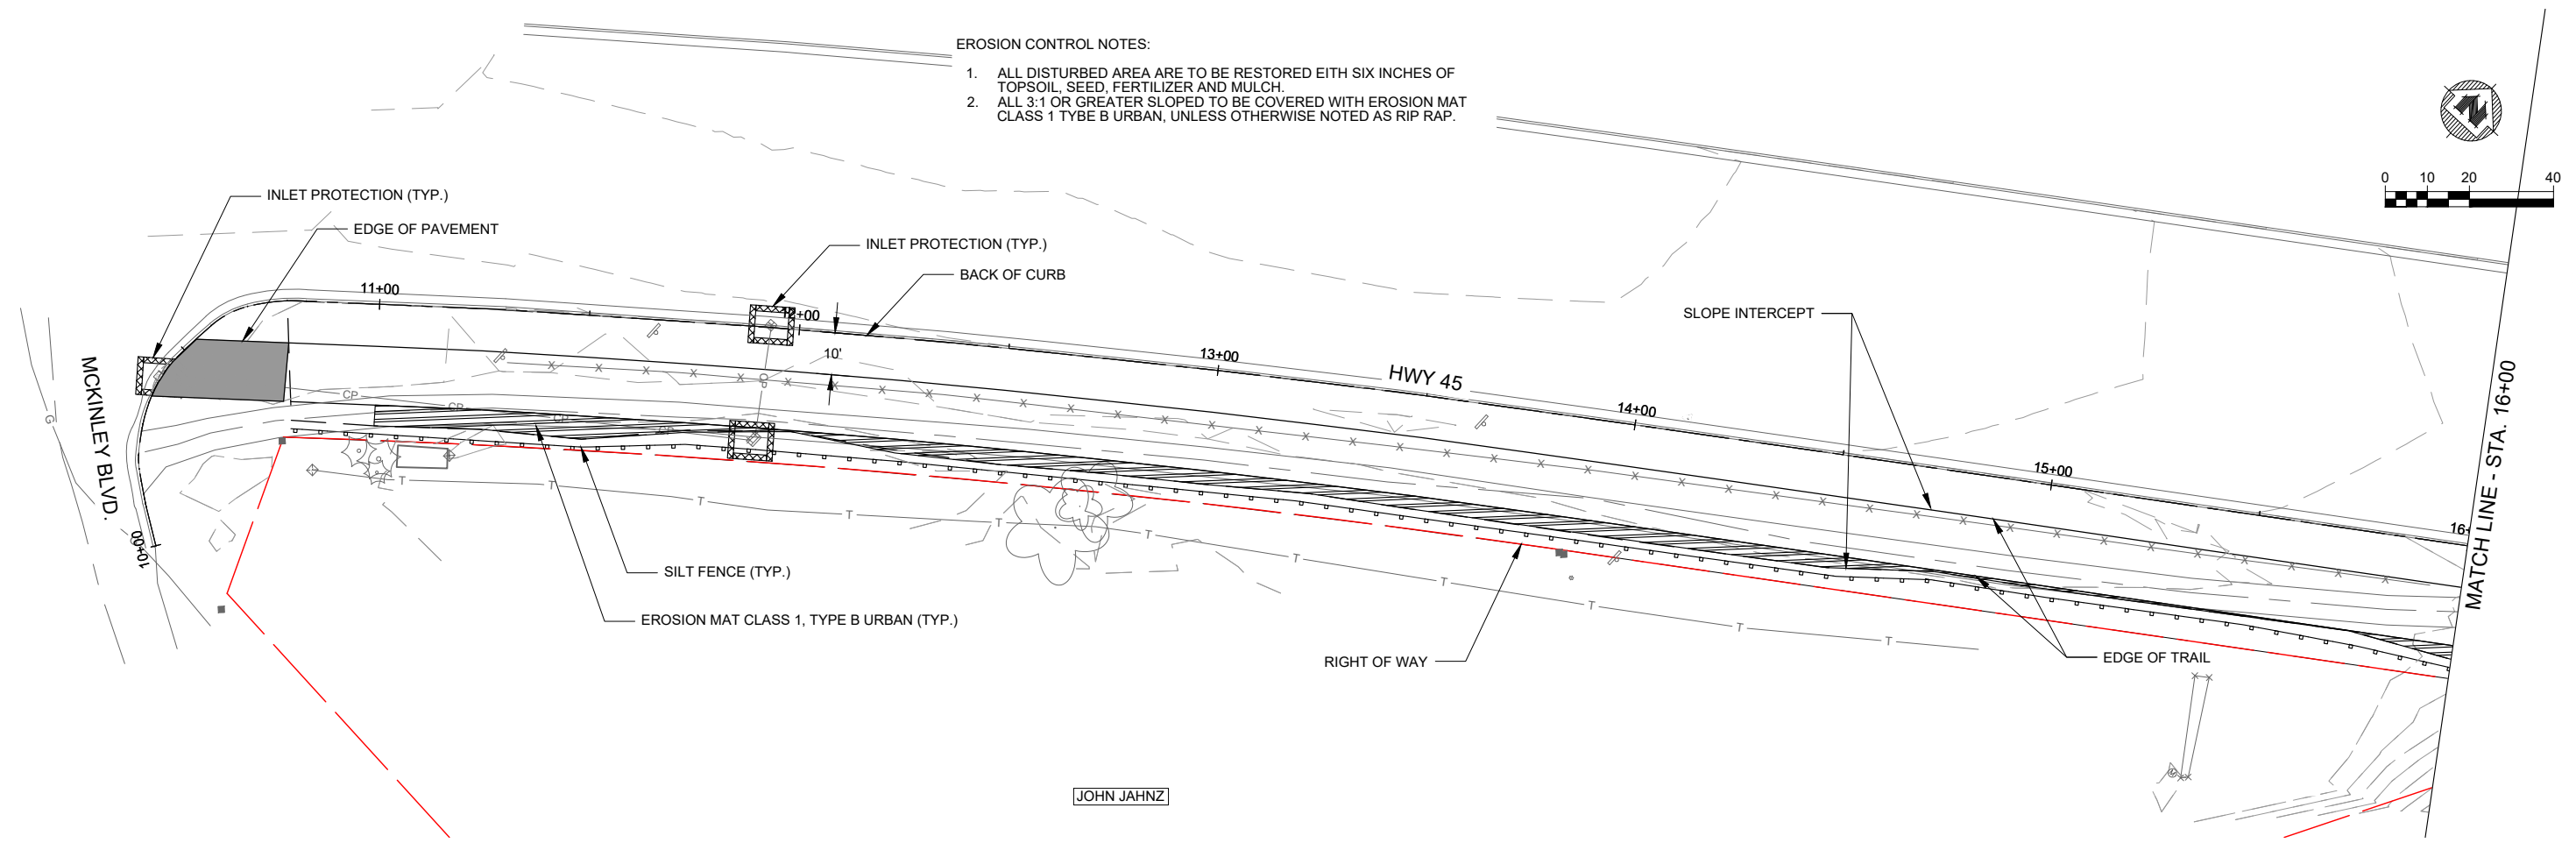 EROSION CONTROL NOTES:
1. ALL DISTURBED AREA ARE TO BE RESTORED EITH SIX INCHES OF
TOPSOIL, SEED, FERTILIZER AND MULCH.
2. ALL 3:1 OR GREATER SLOPED TO BE COVERED WITH EROSION MAT
CLASS 1 TYBE B URBAN, UNLESS OTHERWISE NOTED AS RIP RAP.
0 10 20 40
INLET PROTECTION (TYP.)
EDGE OF PAVEMENT
INLET PROTECTION (TYP.)
BACK OF CURB
11+00
12+00
SLOPE INTERCEPT
10'
13+00
HWY 45
14+00
15+00
16+
MATCH LINE - STA. 16+00
MCKINLEY BLVD.
10+00
G
CP
CP
CP
CP
T T T T T T T T T T T
SILT FENCE (TYP.)
EROSION MAT CLASS 1, TYPE B URBAN (TYP.)
RIGHT OF WAY
EDGE OF TRAIL
JOHN JAHNZ